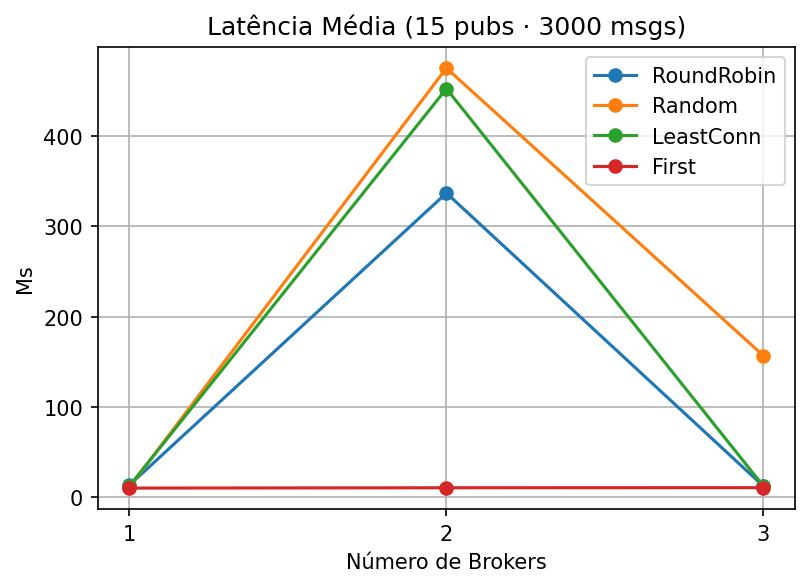 Latência Média (15 pubs · 3000 msgs)
RoundRobin
Random
LeastConn
First
Ms
400
300
200
100
0
1 2 3
Número de Brokers